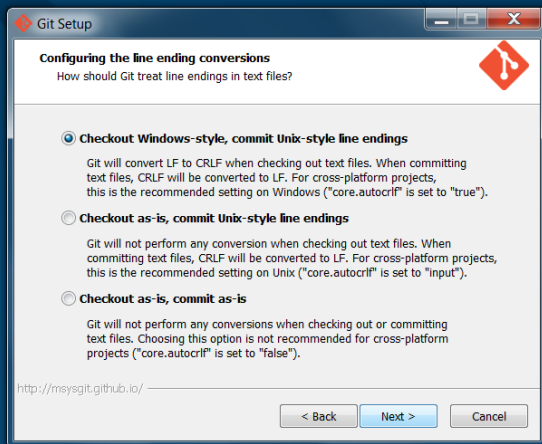 Git Setup
Configuring the line ending conversions
How should Git treat line endings in text files?
Checkout Windows-style, commit Unix-style line endings
Git will convert LF to CRLF when checking out text files. When committing
text files, CRLF will be converted to LF. For cross-platform projects,
this is the recommended setting on Windows ("core.autocrlf" is set to "true").
Checkout as-is, commit Unix-style line endings
Git will not perform any conversion when checking out text files. When
committing text files, CRLF will be converted to LF. For cross-platform projects,
this is the recommended setting on Unix ("core.autocrlf" is set to "input").
Checkout as-is, commit as-is
Git will not perform any conversions when checking out or committing
text files. Choosing this option is not recommended for cross-platform
projects ("core.autocrlf" is set to "false").
http://msysgit.github.io/
< Back Next > Cancel